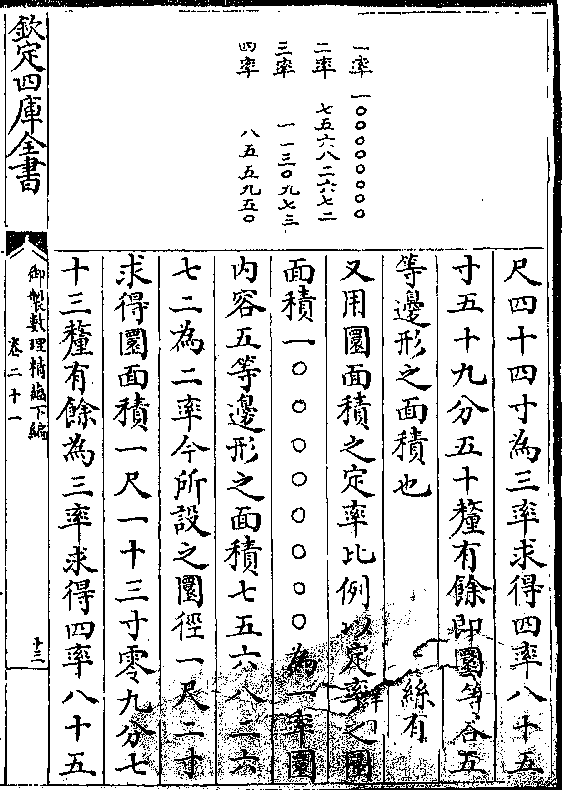 一率 一〇〇〇〇〇〇〇〇
二率 七五六八二六七二
三率 一一三〇九七三
四率 八五五九五〇
尺四十四寸為三率求得四率八十五
寸五十九分五十釐有餘即圜等合五
等邊形之面積也 絲有
又用圜面積之定率比例以定率之圜
面積一〇〇〇〇〇〇〇〇為一率圜
內容五等邊形之面積七五六八二六
七二為二率今所設之圜徑一尺二寸
求得圜面積一尺一十三寸零九分七
十三釐有餘為三率求得四率八十五
欽定四庫全書
御製數理精蘊下編
卷二十一
十三